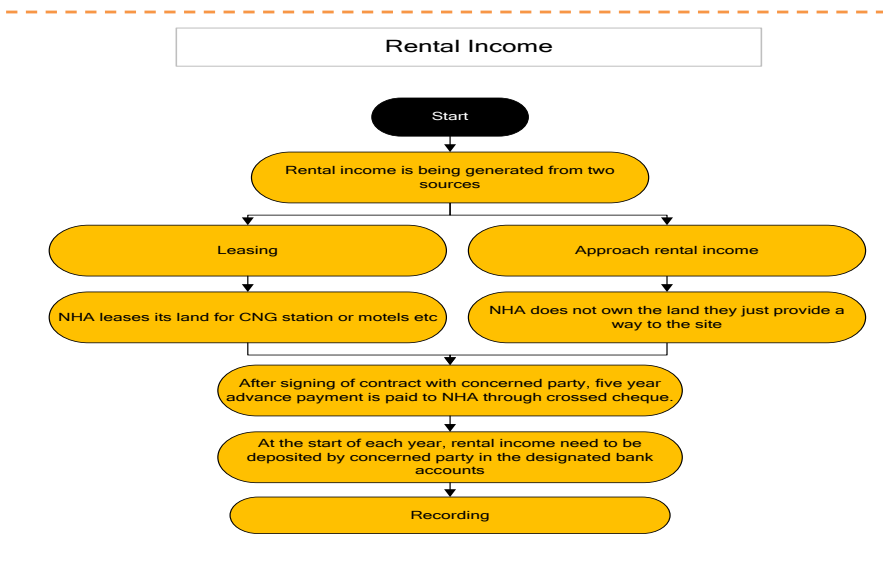 Rental Income
Start
Rental income is being generated from two
sources
Leasing
Approach rental income
NHA leases its land for CNG station or motels etc
NHA does not own the land they just provide a
way to the site
After signing of contract with concerned party, five year
advance payment is paid to NHA through crossed cheque.
At the start of each year, rental income need to be
deposited by concerned party in the designated bank
accounts
Recording